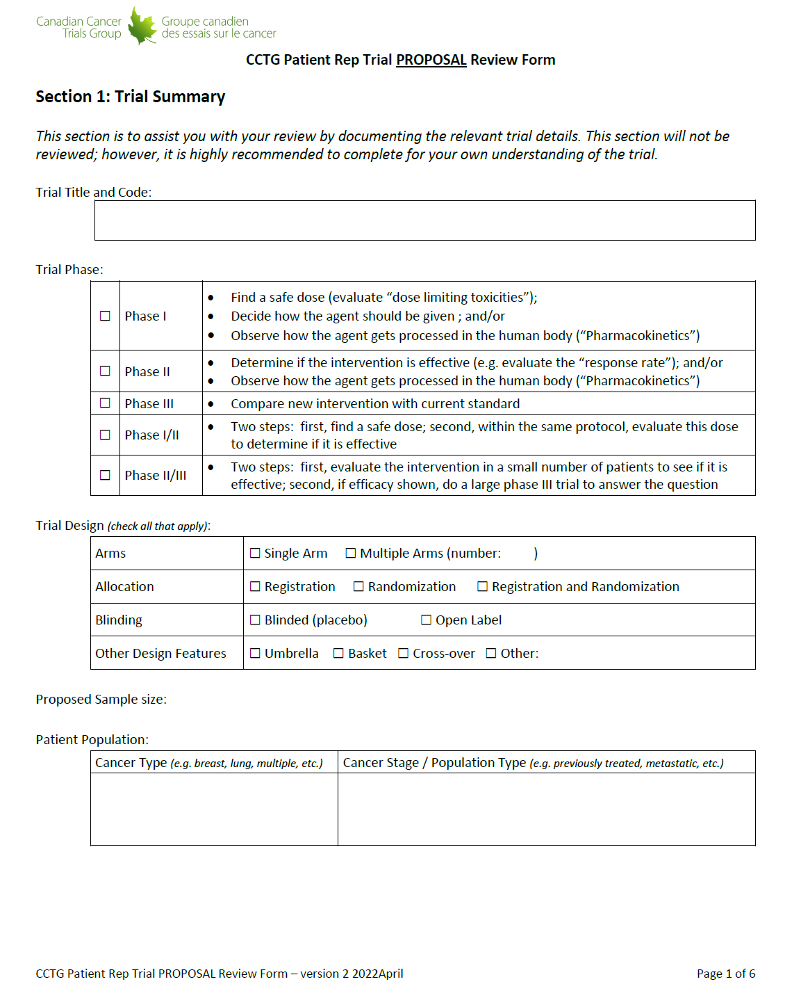 Canadian Cancer Trials Group
Groupe canadien des essais sur le cancer
CCTG Patient Rep Trial PROPOSAL Review Form
Section 1: Trial Summary
This section is to assist you with your review by documenting the relevant trial details. This section will not be
reviewed; however, it is highly recommended to complete for your own understanding of the trial.
Trial Title and Code:
Trial Phase:
☐ Phase I
• Find a safe dose (evaluate “dose limiting toxicities”);
• Decide how the agent should be given ; and/or
• Observe how the agent gets processed in the human body (“Pharmacokinetics”)
☐ Phase II
• Determine if the intervention is effective (e.g. evaluate the “response rate”); and/or
• Observe how the agent gets processed in the human body (“Pharmacokinetics”)
☐ Phase III
• Compare new intervention with current standard
☐ Phase I/II
• Two steps: first, find a safe dose; second, within the same protocol, evaluate this dose
to determine if it is effective
☐ Phase II/III
• Two steps: first, evaluate the intervention in a small number of patients to see if it is
effective; second, if efficacy shown, do a large phase III trial to answer the question
Trial Design (check all that apply):
Arms ☐ Single Arm ☐ Multiple Arms (number: )
Allocation ☐ Registration ☐ Randomization ☐ Registration and Randomization
Blinding ☐ Blinded (placebo) ☐ Open Label
Other Design Features ☐ Umbrella ☐ Basket ☐ Cross-over ☐ Other:
Proposed Sample size:
Patient Population:
Cancer Type (e.g. breast, lung, multiple, etc.) Cancer Stage / Population Type (e.g. previously treated, metastatic, etc.)
CCTG Patient Rep Trial PROPOSAL Review Form – version 2 2022April Page 1 of 6